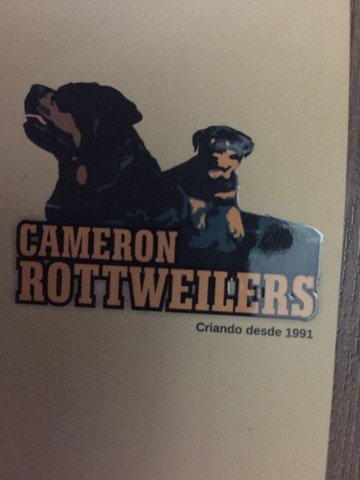 CAMERON
ROTTWEILERS
Criando desde 1991